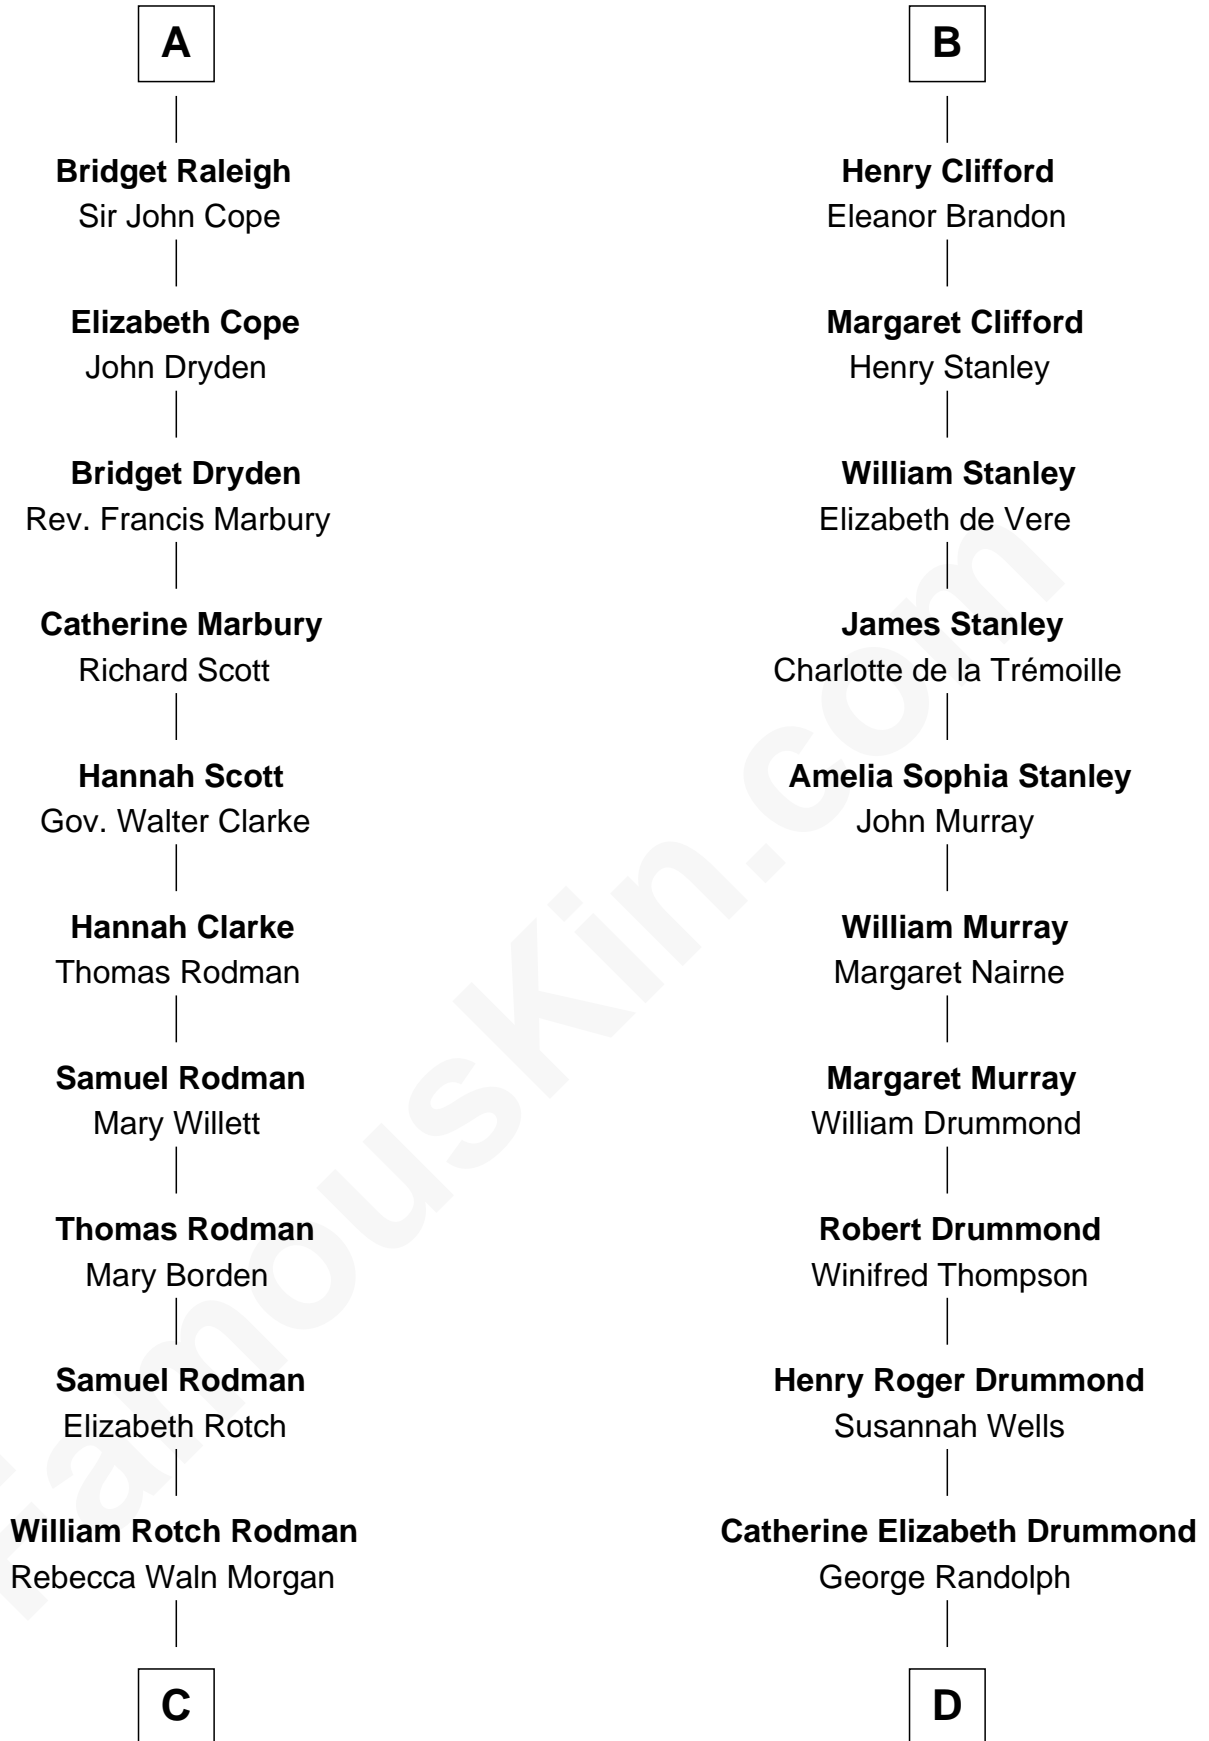 A
Bridget Raleigh
Sir John Cope
Elizabeth Cope
John Dryden
Bridget Dryden
Rev. Francis Marbury
Catherine Marbury
Richard Scott
Hannah Scott
Gov. Walter Clarke
Hannah Clarke
Thomas Rodman
Samuel Rodman
Mary Willett
Thomas Rodman
Mary Borden
Samuel Rodman
Elizabeth Rotch
William Rotch Rodman
Rebecca Waln Morgan
C
B
Henry Clifford
Eleanor Brandon
Margaret Clifford
Henry Stanley
William Stanley
Elizabeth de Vere
James Stanley
Charlotte de la Trémoille
Amelia Sophia Stanley
John Murray
William Murray
Margaret Nairne
Margaret Murray
William Drummond
Robert Drummond
Winifred Thompson
Henry Roger Drummond
Susannah Wells
Catherine Elizabeth Drummond
George Randolph
D
FamousKin.com